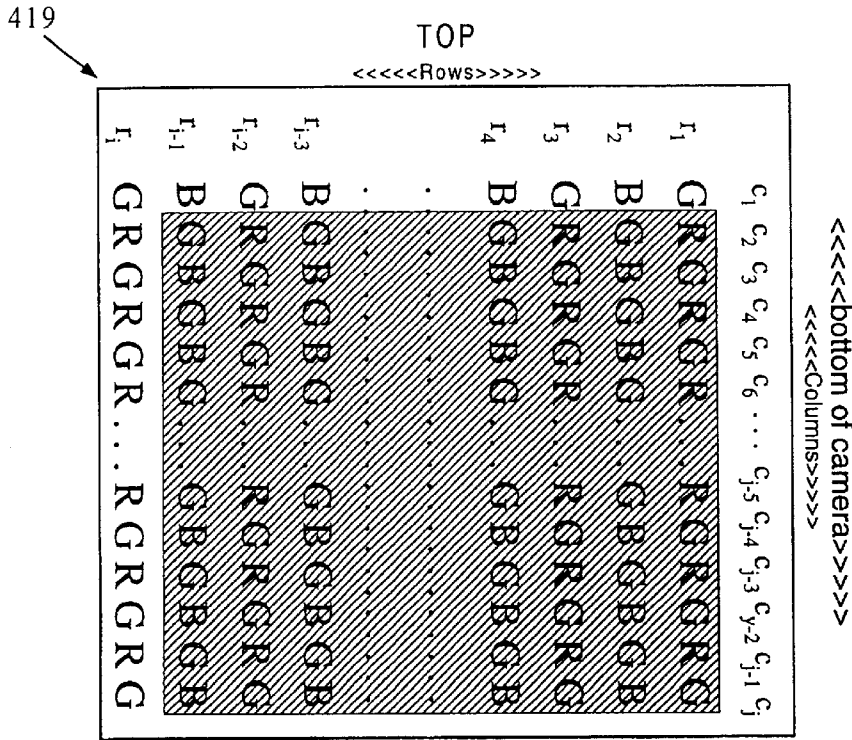 419
TOP
<<<<<Rows>>>>>
<<<<<bottom of camera>>>>>
<<<<<Columns>>>>>
c1 c2 c3 c4 c5 c6 . . . . cj-5 cj-4 cj-3 cy-2 cj-1 cj
r1 G R G R G R . . . R G R G R G
r2 B G B G B G . . . G B G B G B
r3 G R G R G R . . . R G R G R G
r4 B G B G B G . . . G B G B G B
ri-3 B G B G B G . . . G B G B G B
ri-2 G R G R G R . . . R G R G R G
ri-1 B G B G B G . . . G B G B G B
ri G R G R G R . . . R G R G R G